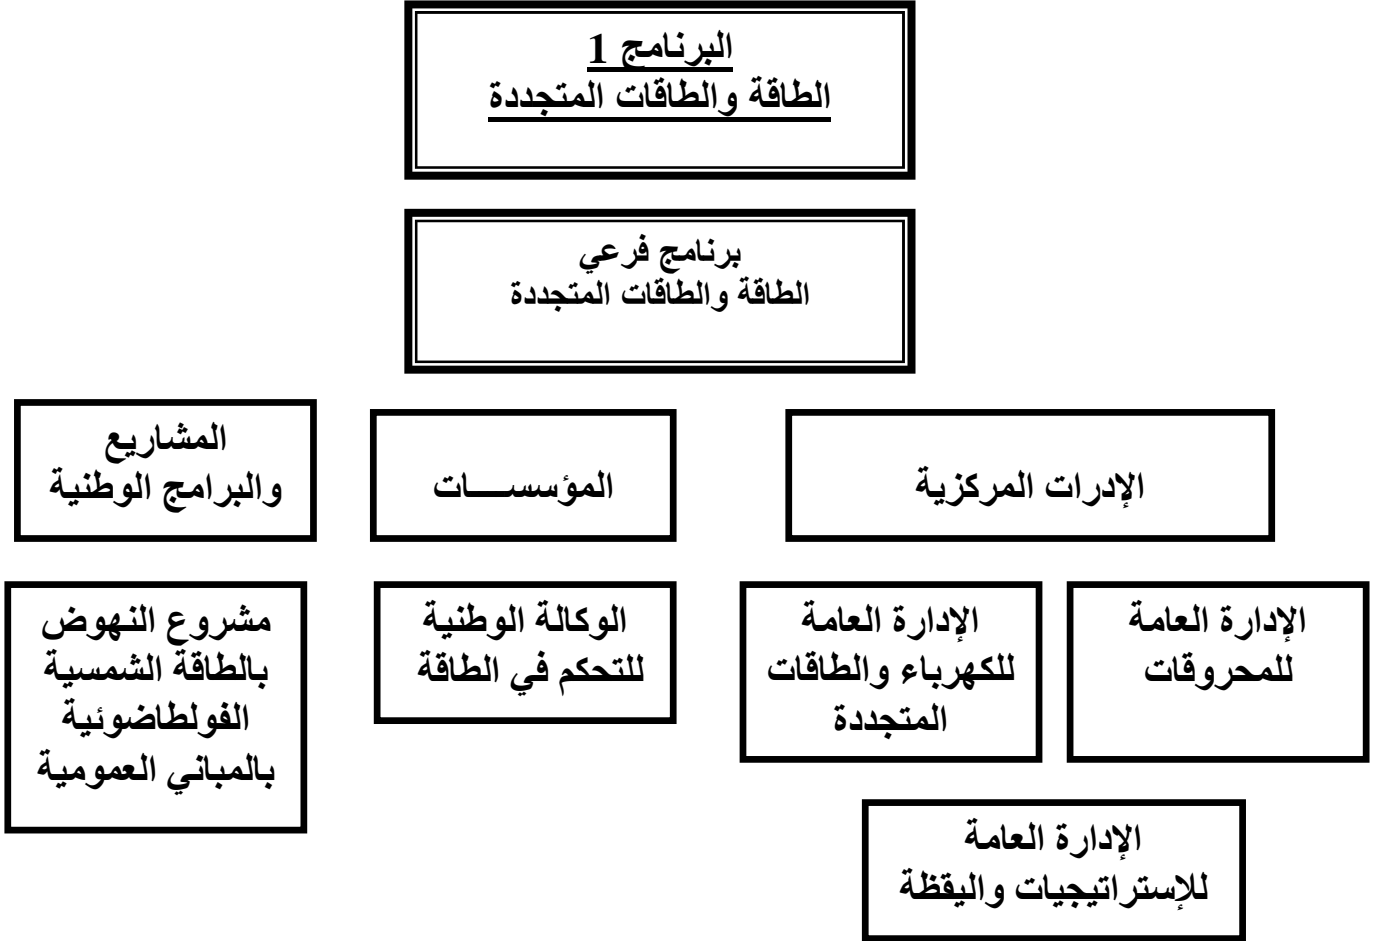 البرنامج 1
الطاقة والطاقات المتجددة
برنامج فرعي
الطاقة والطاقات المتجددة
الإدرات المركزية
المؤسســـات
المشاريع
والبرامج الوطنية
الإدارة العامة
للمحروقات
الإدارة العامة
للكهرباء والطاقات
المتجددة
الوكالة الوطنية
للتحكم في الطاقة
مشروع النهوض
بالطاقة الشمسية
الفولطاضوئية
بالمباني العمومية
الإدارة العامة
للإستراتيجيات واليقظة